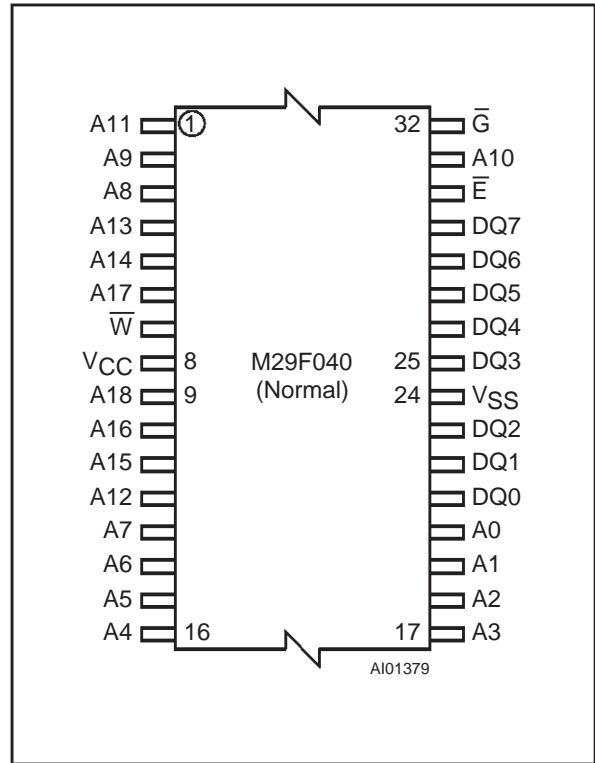 A11 1 32 G̅
A9 A10
A8 E̅
A13 DQ7
A14 DQ6
A17 DQ5
W̅ DQ4
VCC 8 M29F040 25 DQ3
A18 9 (Normal) 24 VSS
A16 DQ2
A15 DQ1
A12 DQ0
A7 A0
A6 A1
A5 A2
A4 16 17 A3
AI01379